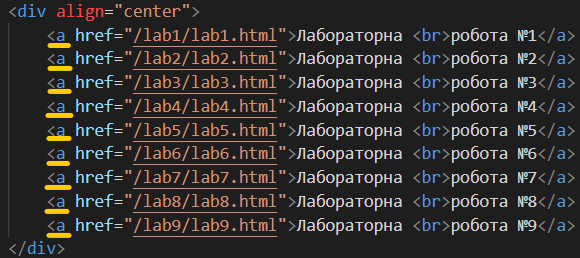 <div align="center">
<a href="/lab1/lab1.html">Лабораторна <br>робота №1</a>
<a href="/lab2/lab2.html">Лабораторна <br>робота №2</a>
<a href="/lab3/lab3.html">Лабораторна <br>робота №3</a>
<a href="/lab4/lab4.html">Лабораторна <br>робота №4</a>
<a href="/lab5/lab5.html">Лабораторна <br>робота №5</a>
<a href="/lab6/lab6.html">Лабораторна <br>робота №6</a>
<a href="/lab7/lab7.html">Лабораторна <br>робота №7</a>
<a href="/lab8/lab8.html">Лабораторна <br>робота №8</a>
<a href="/lab9/lab9.html">Лабораторна <br>робота №9</a>
</div>